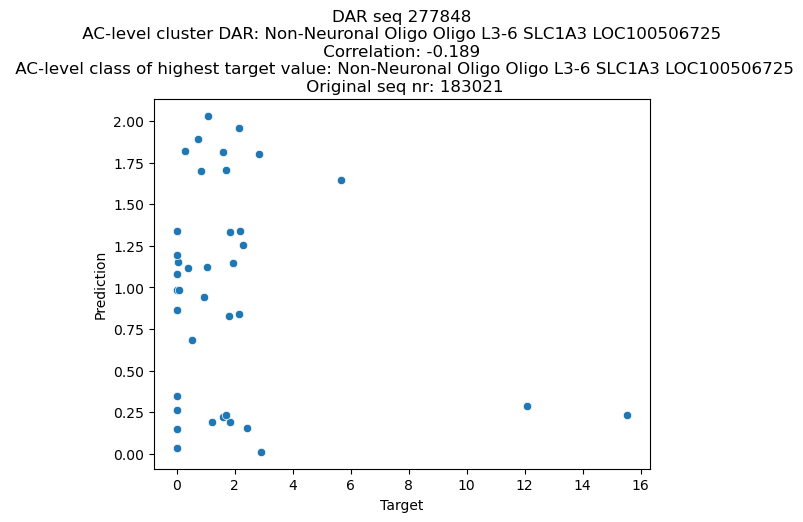 DAR seq 277848
AC-level cluster DAR: Non-Neuronal Oligo Oligo L3-6 SLC1A3 LOC100506725
Correlation: -0.189
AC-level class of highest target value: Non-Neuronal Oligo Oligo L3-6 SLC1A3 LOC100506725
Original seq nr: 183021
2.00
1.75
1.50
1.25
1.00
0.75
0.50
0.25
0.00
Prediction
0 2 4 6 8 10 12 14 16
Target